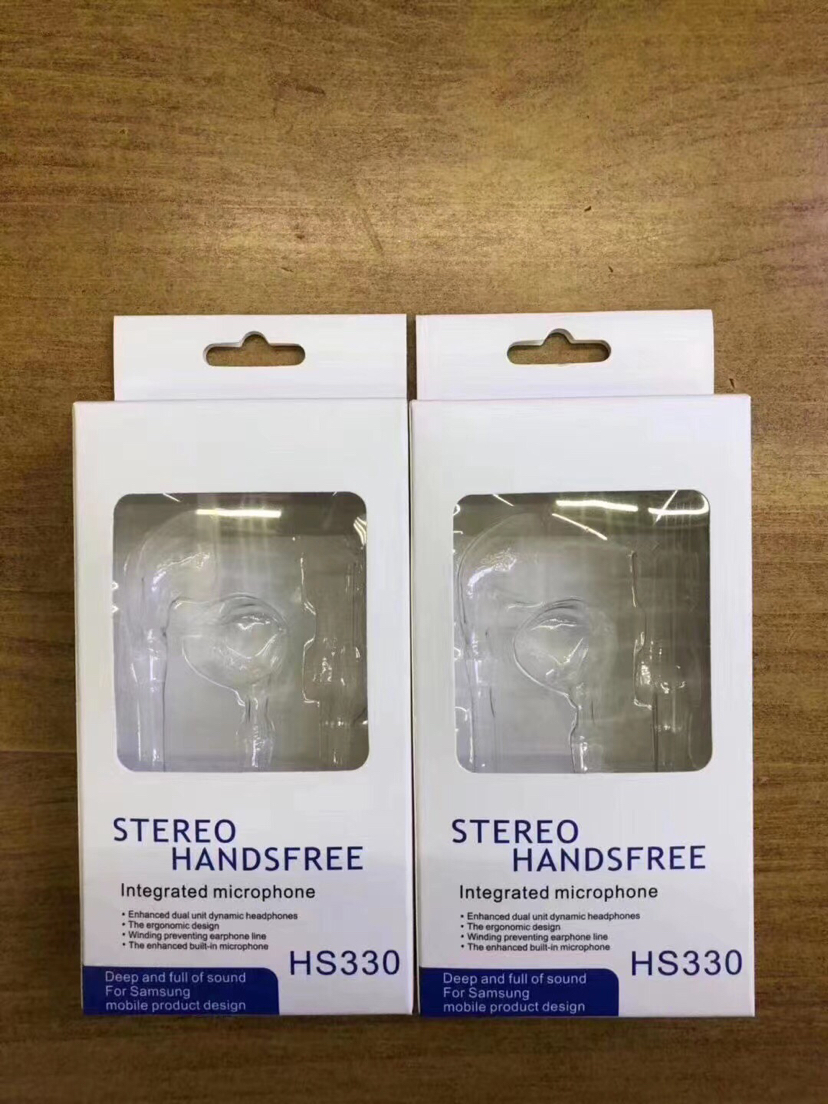 STEREO
HANDSFREE
Integrated microphone
• Enhanced dual unit dynamic headphones
• The ergonomic design
• Winding preventing earphone line
• The enhanced built-in microphone
HS330
Deep and full of sound
For Samsung
mobile product design
STEREO
HANDSFREE
Integrated microphone
• Enhanced dual unit dynamic headphones
• The ergonomic design
• Winding preventing earphone line
• The enhanced built-in microphone
HS330
Deep and full of sound
For Samsung
mobile product design